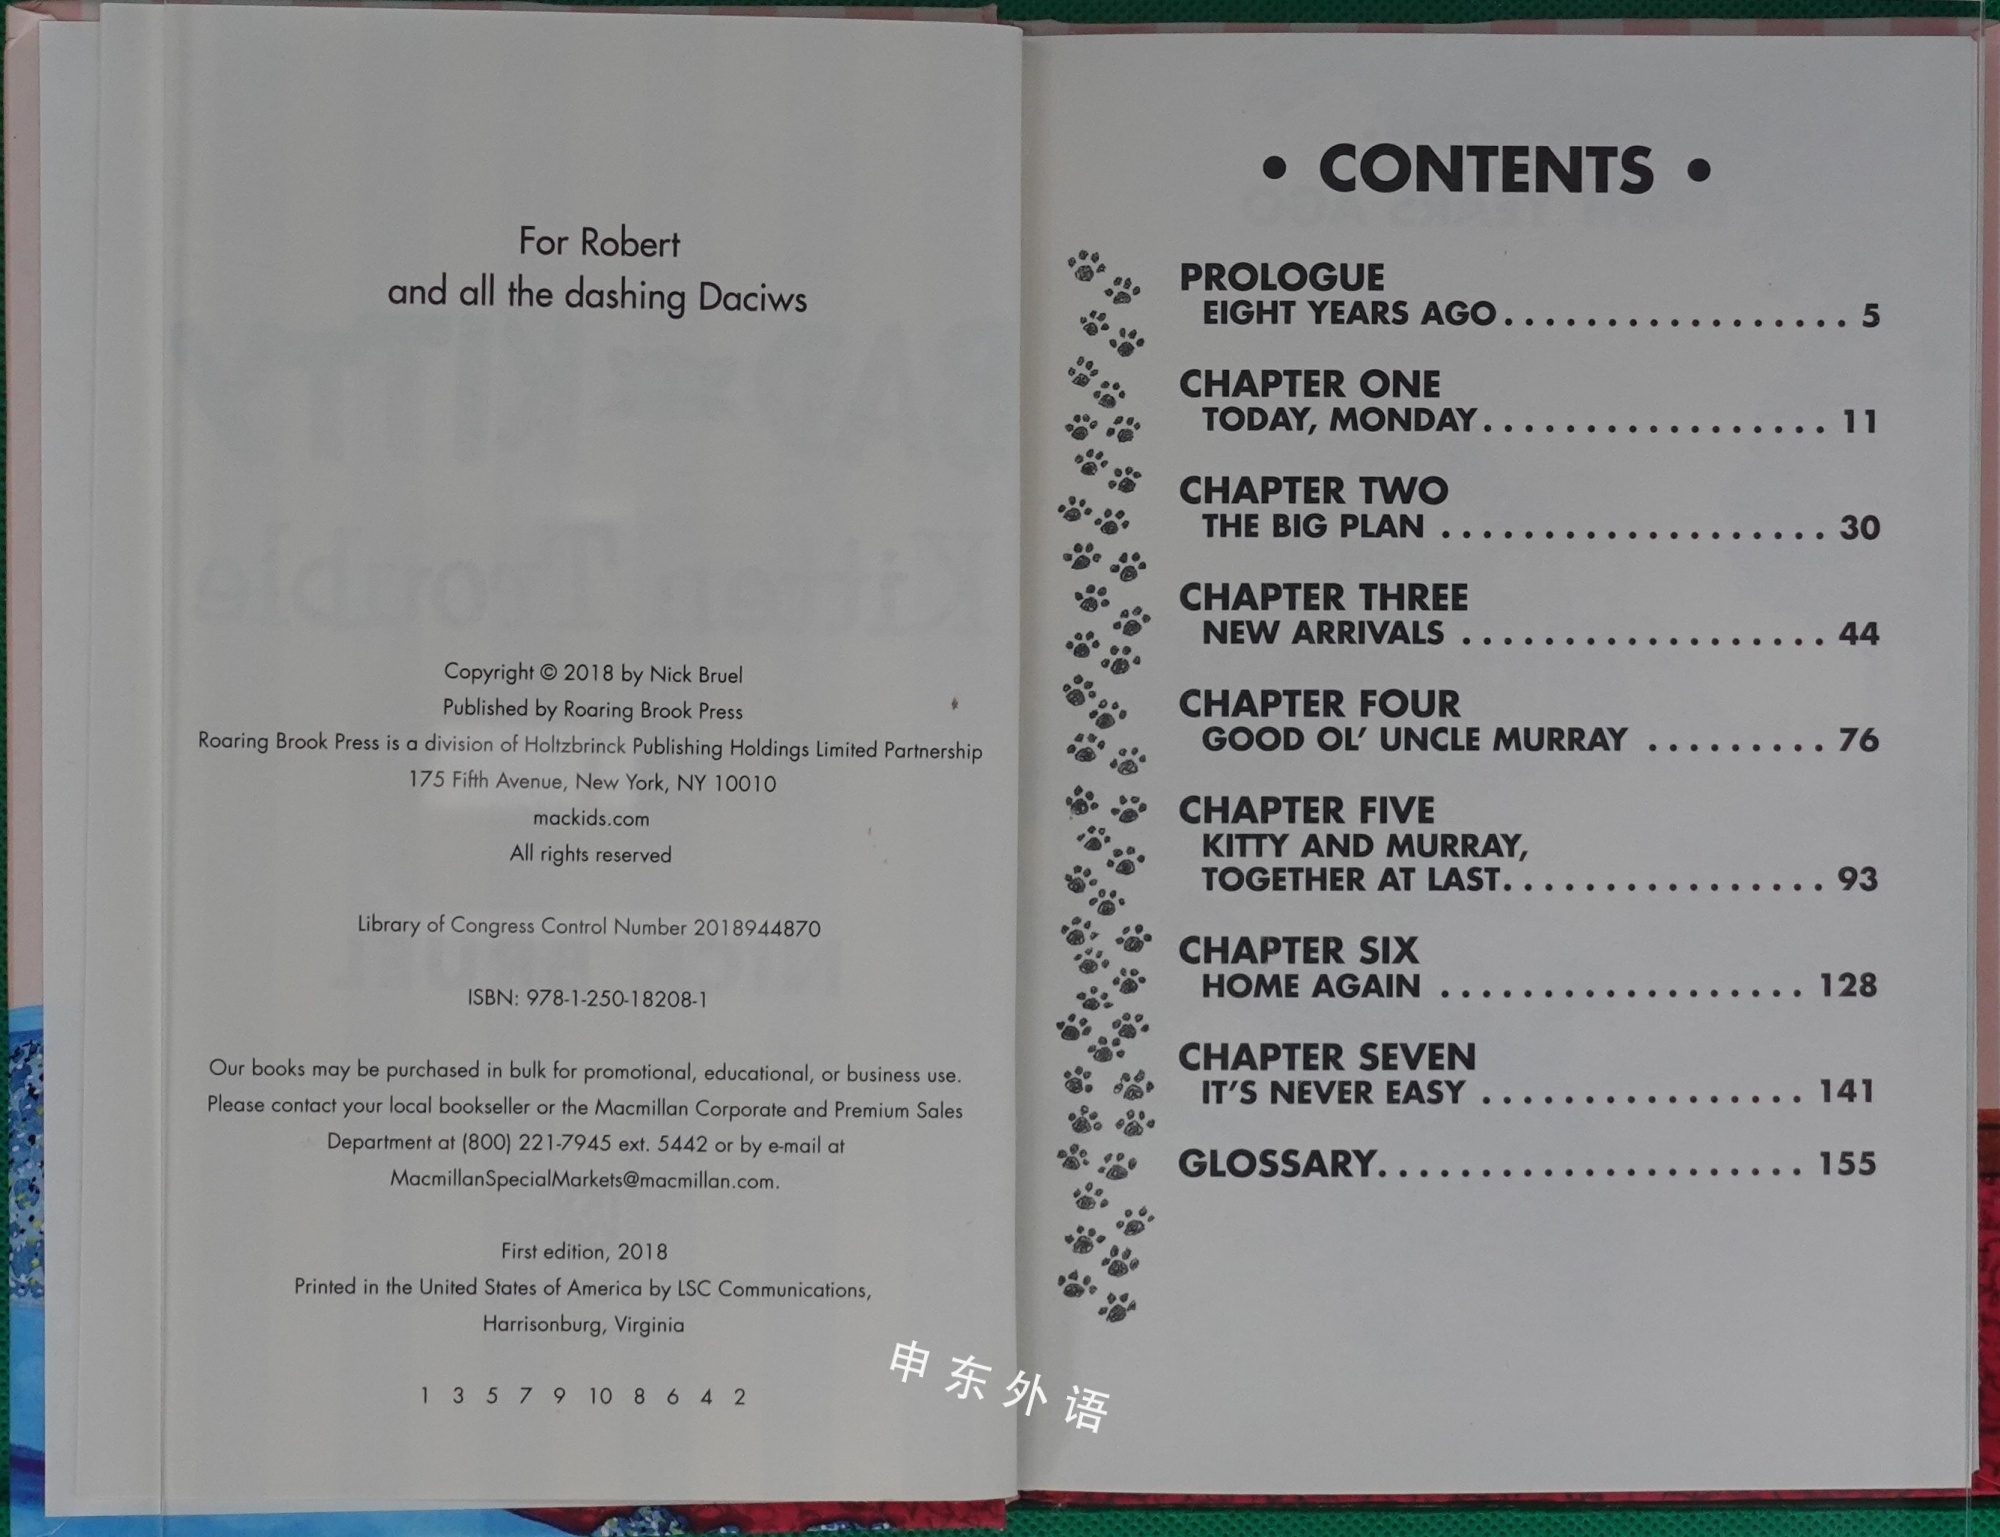 For Robert
and all the dashing Daciws
Copyright © 2018 by Nick Bruel
Published by Roaring Brook Press
Roaring Brook Press is a division of Holtzbrinck Publishing Holdings Limited Partnership
175 Fifth Avenue, New York, NY 10010
mackids.com
All rights reserved
Library of Congress Control Number 2018944870
ISBN: 978-1-250-18208-1
Our books may be purchased in bulk for promotional, educational, or business use.
Please contact your local bookseller or the Macmillan Corporate and Premium Sales
Department at (800) 221-7945 ext. 5442 or by e-mail at
MacmillanSpecialMarkets@macmillan.com.
First edition, 2018
Printed in the United States of America by LSC Communications,
Harrisonburg, Virginia
1 3 5 7 9 10 8 6 4 2
• CONTENTS •
PROLOGUE
EIGHT YEARS AGO................. 5
CHAPTER ONE
TODAY, MONDAY................. 11
CHAPTER TWO
THE BIG PLAN ................... 30
CHAPTER THREE
NEW ARRIVALS .................. 44
CHAPTER FOUR
GOOD OL’ UNCLE MURRAY ......... 76
CHAPTER FIVE
KITTY AND MURRAY,
TOGETHER AT LAST................ 93
CHAPTER SIX
HOME AGAIN .................. 128
CHAPTER SEVEN
IT’S NEVER EASY ................ 141
GLOSSARY..................... 155
申东外语